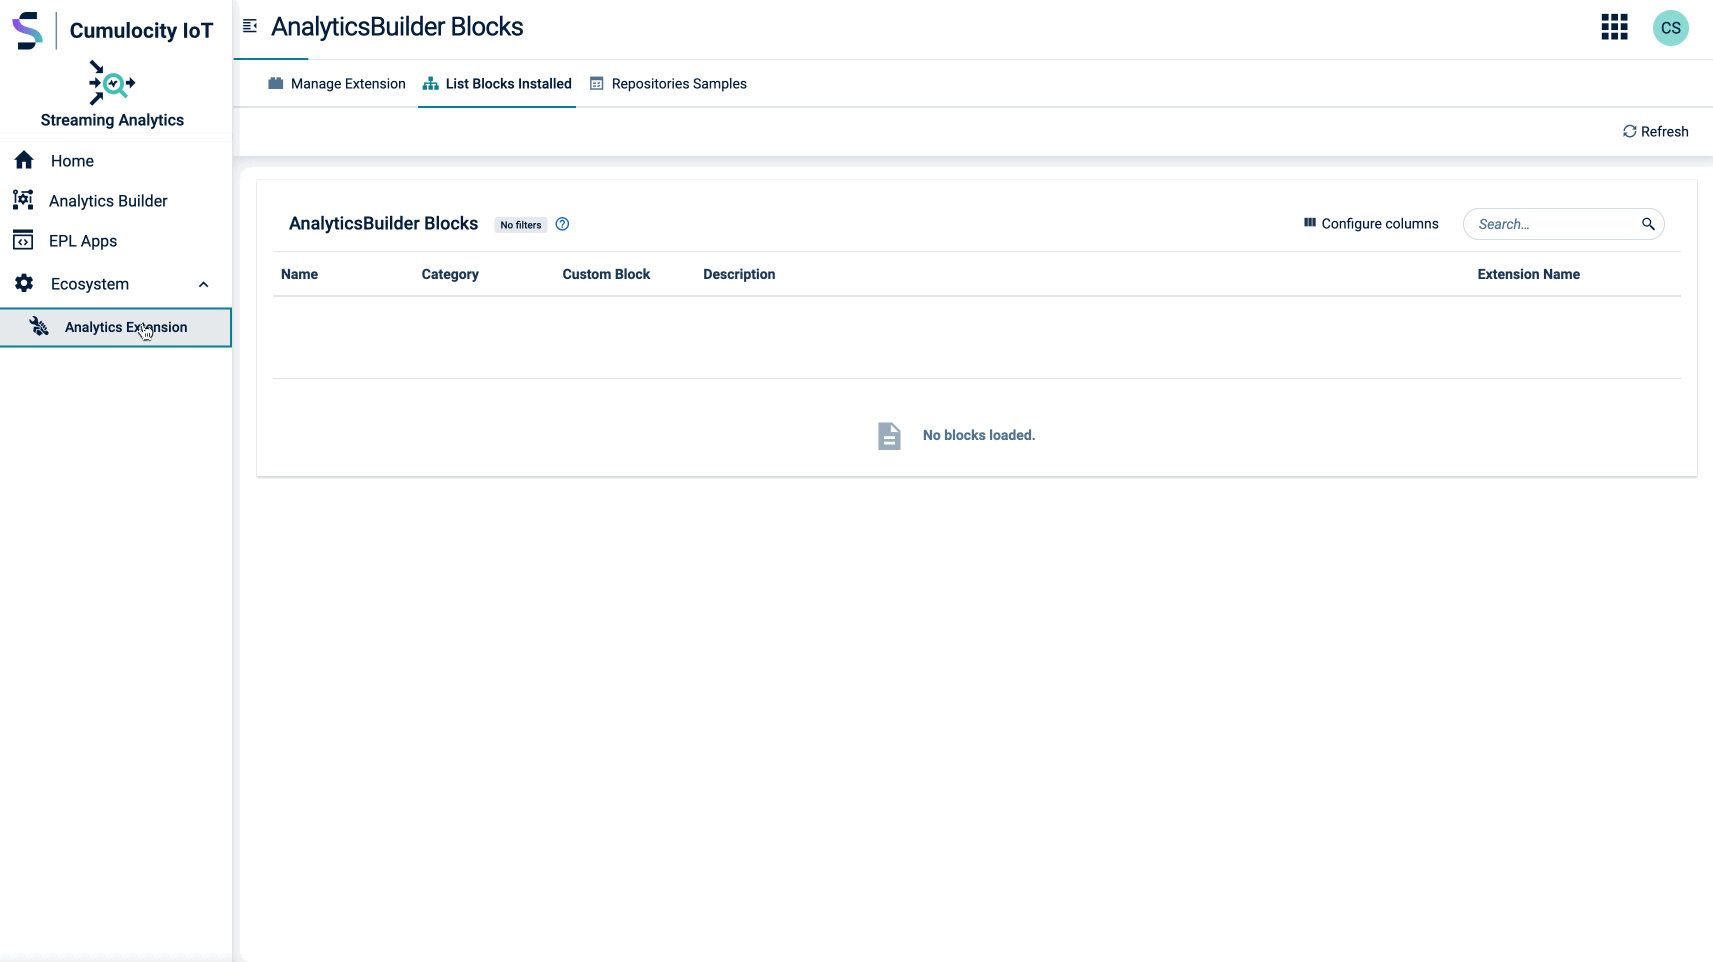 Cumulocity IoT
Streaming Analytics
Home
Analytics Builder
EPL Apps
Ecosystem
Analytics Extension
AnalyticsBuilder Blocks
CS
Manage Extension
List Blocks Installed
Repositories Samples
Refresh
AnalyticsBuilder Blocks
No filters
Configure columns
Search...
Name
Category
Custom Block
Description
Extension Name
No blocks loaded.